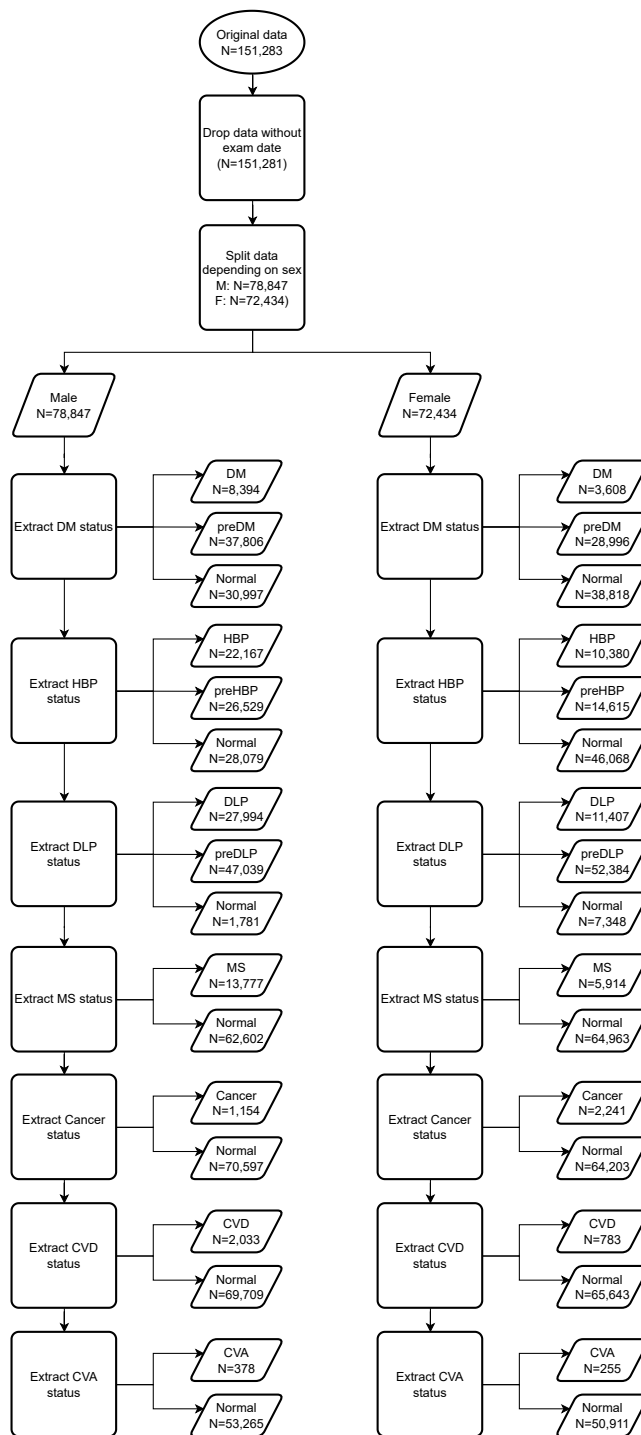 Original data
N=151,283
Drop data without
exam date
(N=151,281)
Split data
depending on sex
M: N=78,847
F: N=72,434)
Male
N=78,847
Female
N=72,434
Extract DM status
DM
N=8,394
preDM
N=37,806
Normal
N=30,997
Extract DM status
DM
N=3,608
preDM
N=28,996
Normal
N=38,818
Extract HBP
status
HBP
N=22,167
preHBP
N=26,529
Normal
N=28,079
Extract HBP
status
HBP
N=10,380
preHBP
N=14,615
Normal
N=46,068
Extract DLP
status
DLP
N=27,994
preDLP
N=47,039
Normal
N=1,781
Extract DLP
status
DLP
N=11,407
preDLP
N=52,384
Normal
N=7,348
Extract MS status
MS
N=13,777
Normal
N=62,602
Extract MS status
MS
N=5,914
Normal
N=64,963
Extract Cancer
status
Cancer
N=1,154
Normal
N=70,597
Extract Cancer
status
Cancer
N=2,241
Normal
N=64,203
Extract CVD
status
CVD
N=2,033
Normal
N=69,709
Extract CVD
status
CVD
N=783
Normal
N=65,643
Extract CVA
status
CVA
N=378
Normal
N=53,265
Extract CVA
status
CVA
N=255
Normal
N=50,911